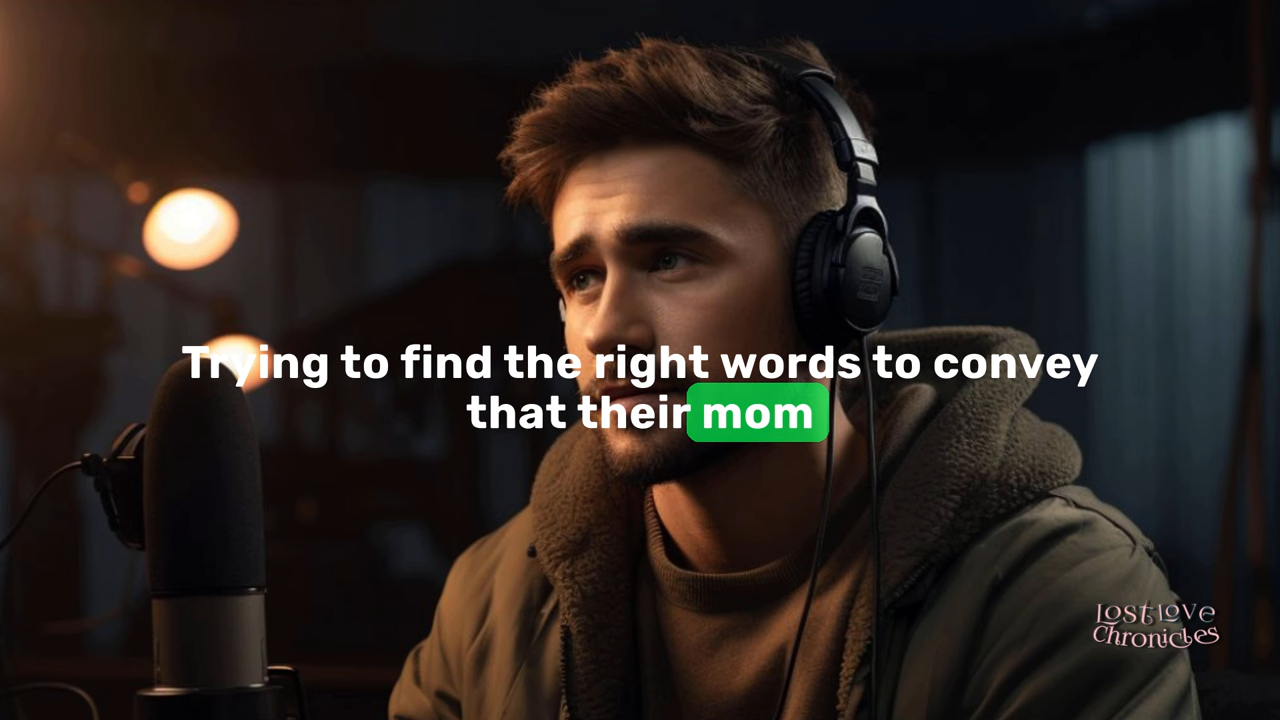 Trying to find the right words to convey
that their mom
Lost Love
Chronicles